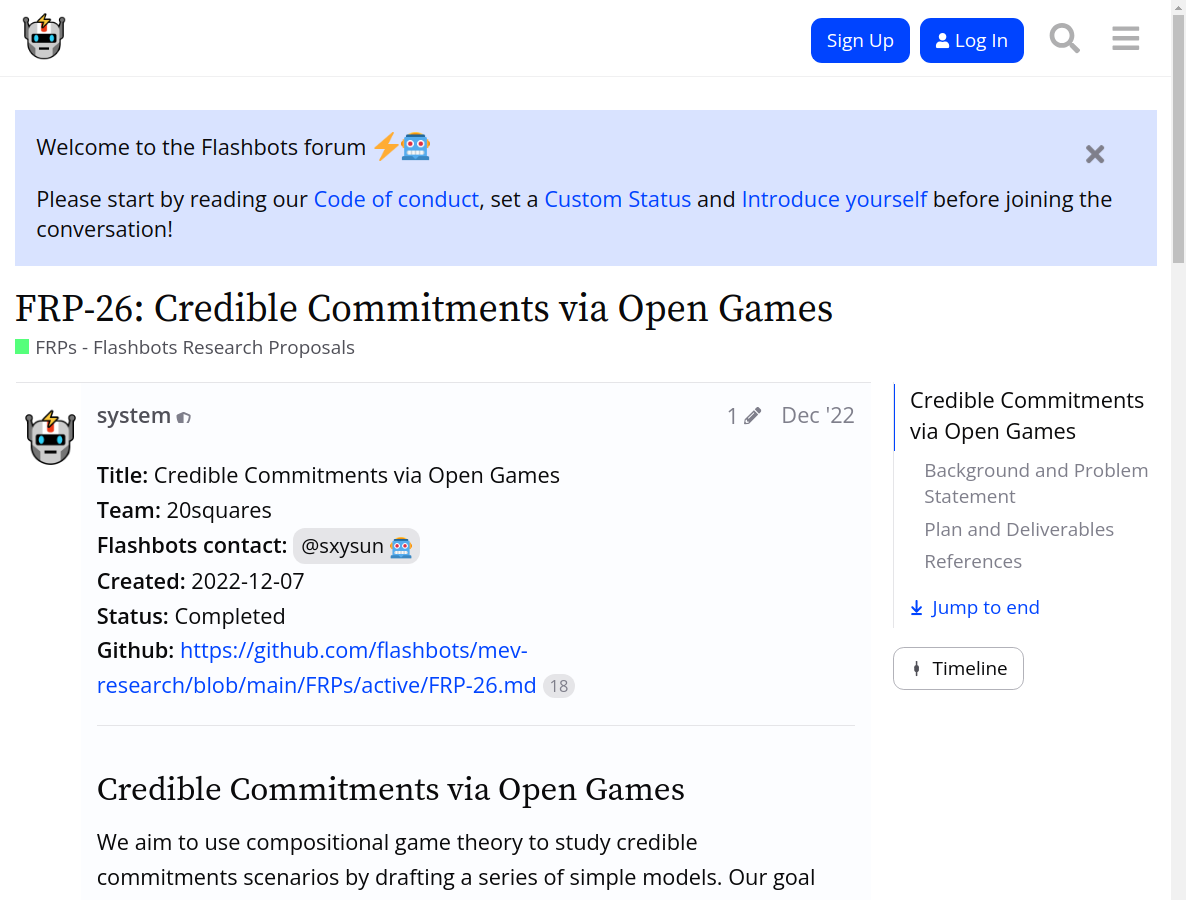 Sign Up
Log In
Welcome to the Flashbots forum
Please start by reading our Code of conduct, set a Custom Status and Introduce yourself before joining the
conversation!
FRP-26: Credible Commitments via Open Games
FRPs - Flashbots Research Proposals
system
1
Dec '22
Title: Credible Commitments via Open Games
Team: 20squares
Flashbots contact: @sxysun
Created: 2022-12-07
Status: Completed
Github: https://github.com/flashbots/mev-
research/blob/main/FRPs/active/FRP-26.md 18
Credible Commitments via Open Games
We aim to use compositional game theory to study credible
commitments scenarios by drafting a series of simple models. Our goal
Credible Commitments
via Open Games
Background and Problem
Statement
Plan and Deliverables
References
Jump to end
Timeline